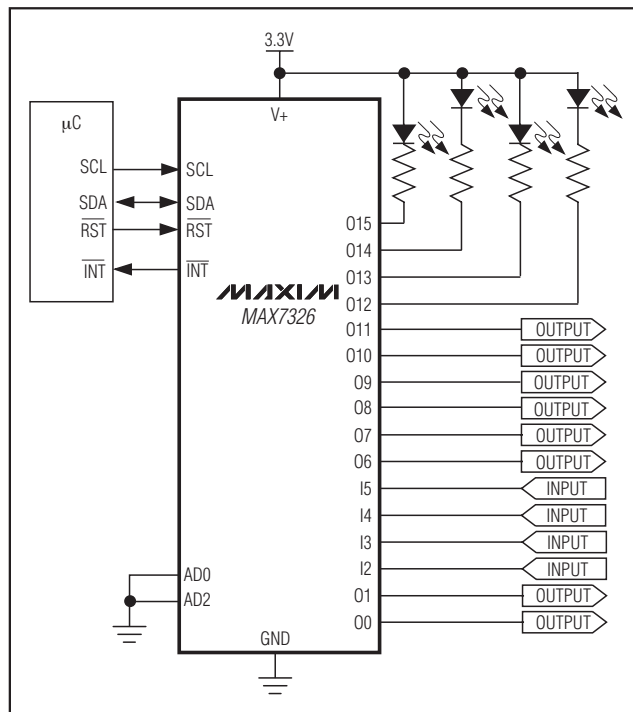 3.3V
μC
V+
SCL
SCL
SDA
SDA
RST
RST
INT
INT
MAXIM
MAX7326
O15
O14
O13
O12
O11 OUTPUT
O10 OUTPUT
O9 OUTPUT
O8 OUTPUT
O7 OUTPUT
O6 OUTPUT
I5 INPUT
I4 INPUT
I3 INPUT
I2 INPUT
AD0
O1 OUTPUT
AD2
O0 OUTPUT
GND